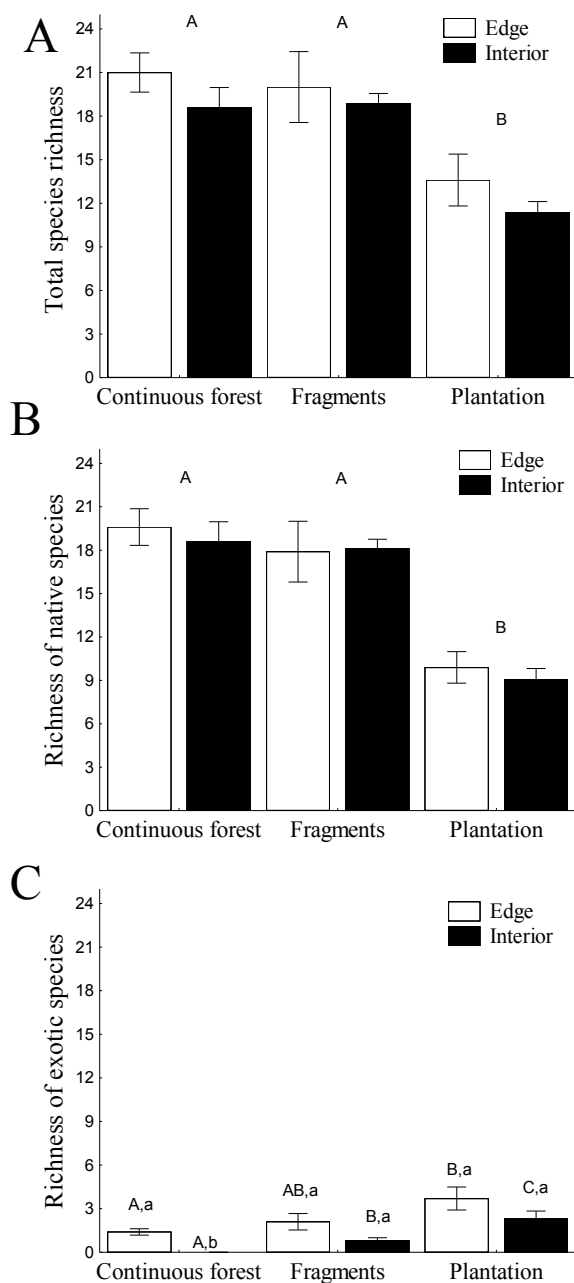 A
A
A
B
Edge
Interior
Total species richness
24
21
18
15
12
9
6
3
0
Continuous forest
Fragments
Plantation
B
A
A
B
Edge
Interior
Richness of native species
24
21
18
15
12
9
6
3
0
Continuous forest
Fragments
Plantation
C
Edge
Interior
Richness of exotic species
24
21
18
15
12
9
6
3
0
A,a
A,b
AB,a
B,a
B,a
C,a
Continuous forest
Fragments
Plantation